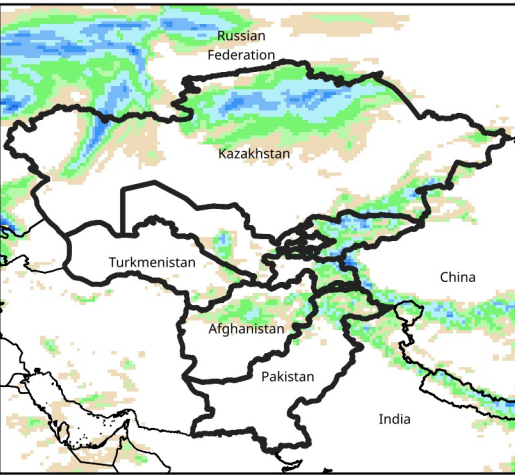 Russian
Federation
Kazakhstan
Turkmenistan
China
Afghanistan
Pakistan
India